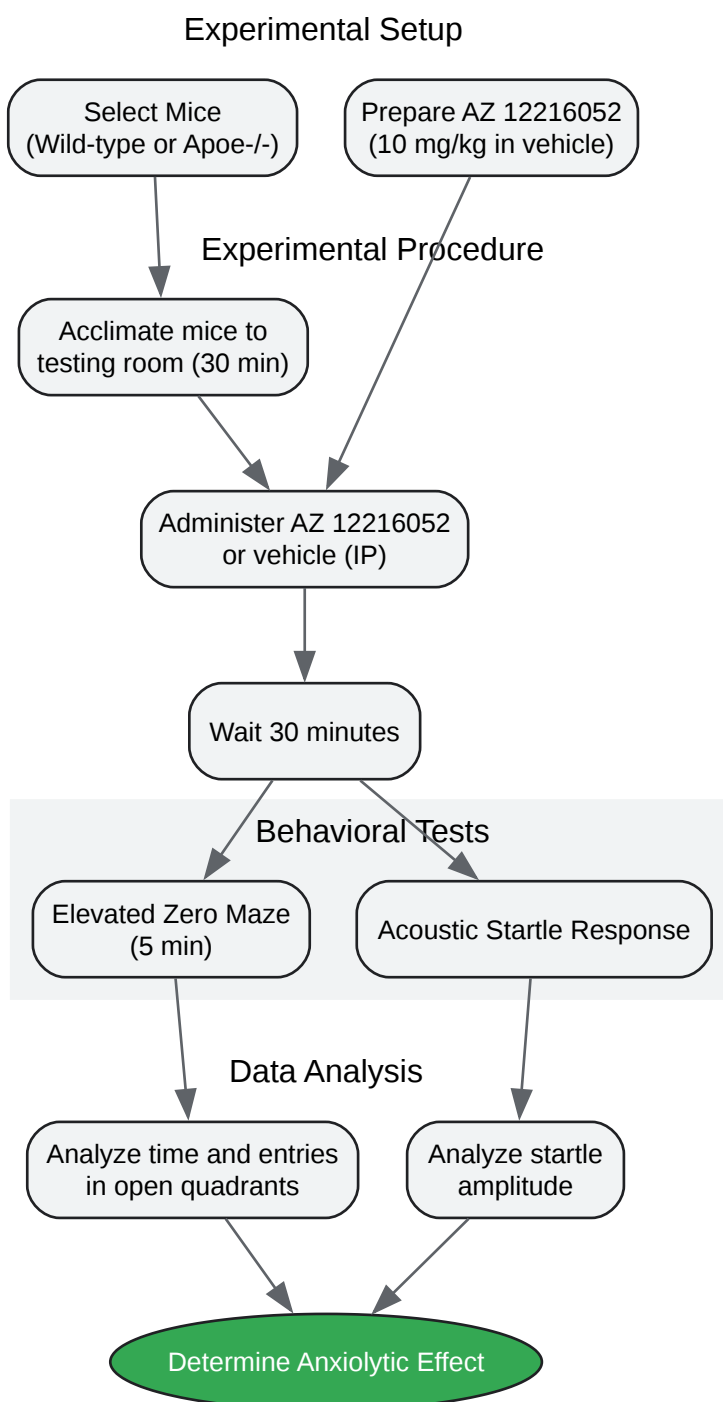 Experimental Setup
Select Mice
(Wild-type or Apoe-/-)
Prepare AZ 12216052
(10 mg/kg in vehicle)
Experimental Procedure
Acclimate mice to
testing room (30 min)
Administer AZ 12216052
or vehicle (IP)
Wait 30 minutes
Behavioral Tests
Elevated Zero Maze
(5 min)
Acoustic Startle Response
Data Analysis
Analyze time and entries
in open quadrants
Analyze startle
amplitude
Determine Anxiolytic Effect